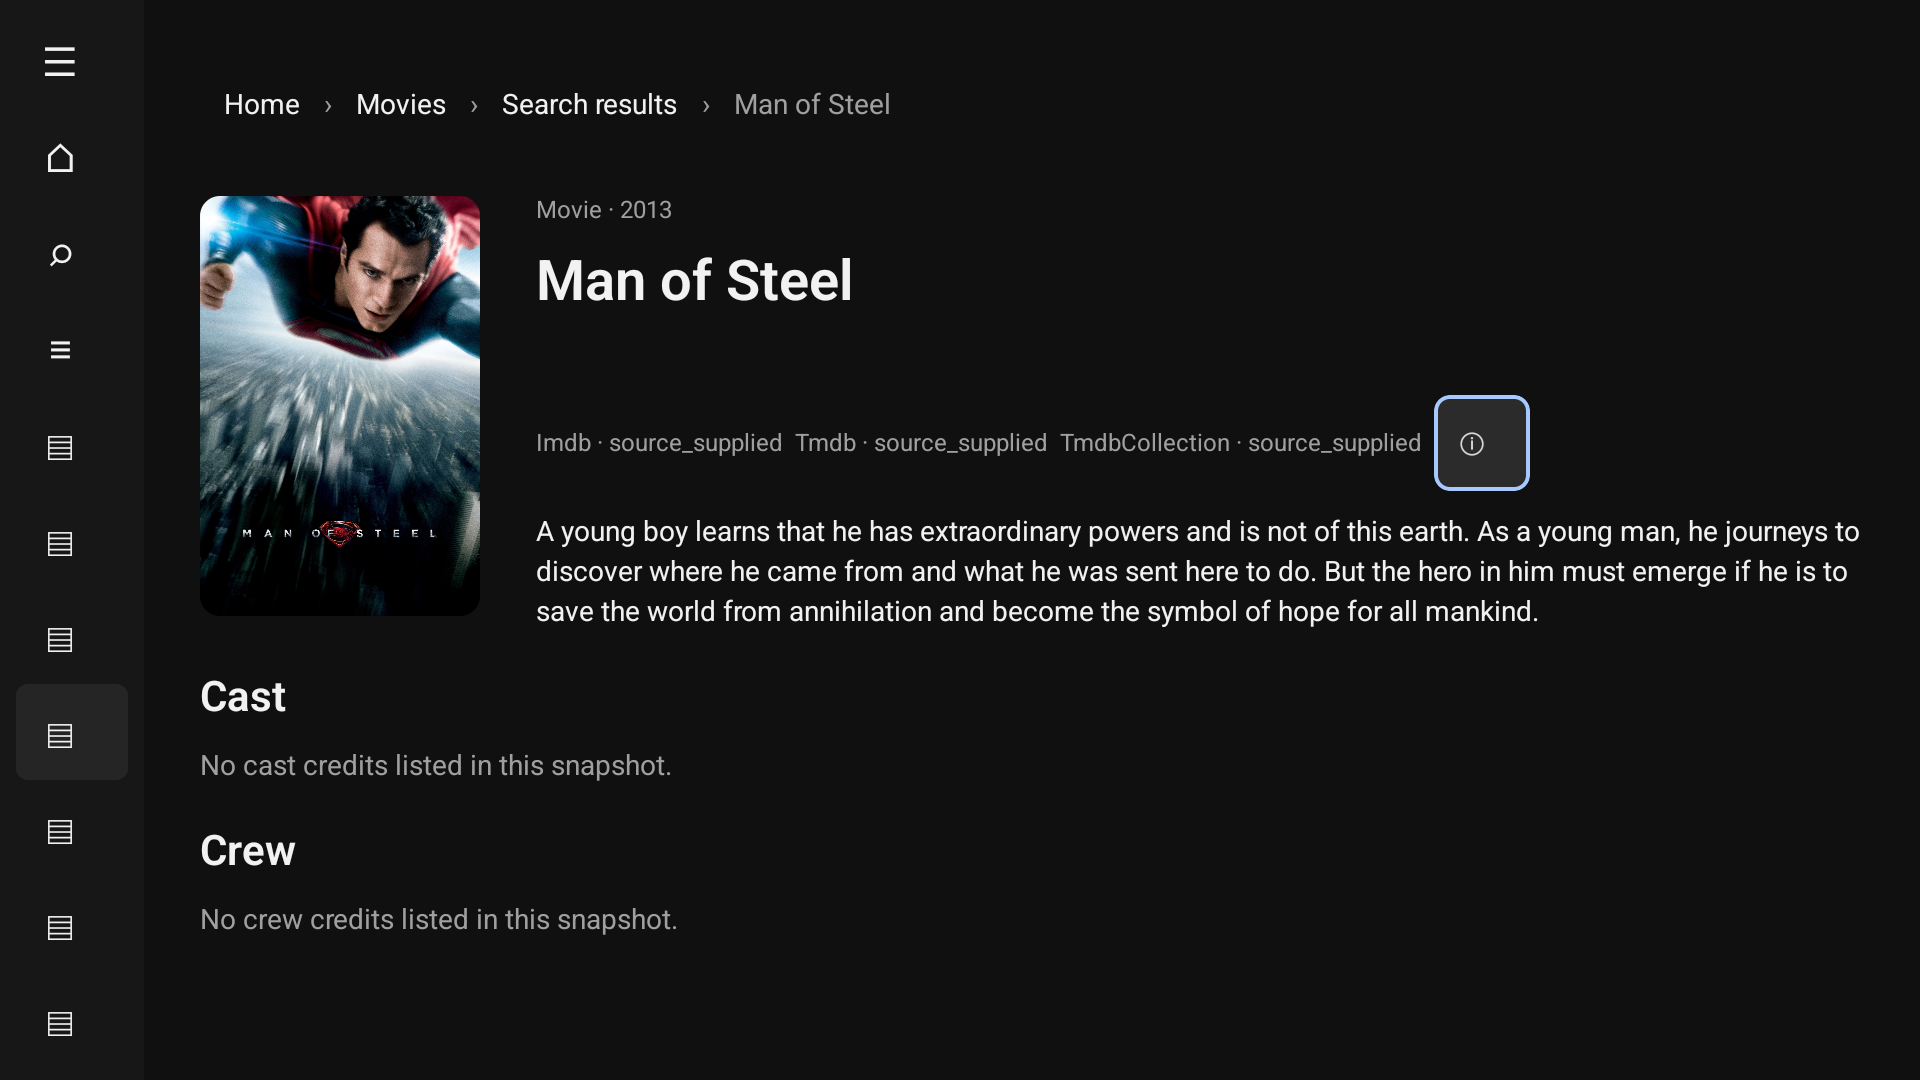 Home › Movies › Search results › Man of Steel
Movie · 2013
Man of Steel
Imdb · source_supplied Tmdb · source_supplied TmdbCollection · source_supplied
A young boy learns that he has extraordinary powers and is not of this earth. As a young man, he journeys to
discover where he came from and what he was sent here to do. But the hero in him must emerge if he is to
save the world from annihilation and become the symbol of hope for all mankind.
MAN OF STEEL
Cast
No cast credits listed in this snapshot.
Crew
No crew credits listed in this snapshot.